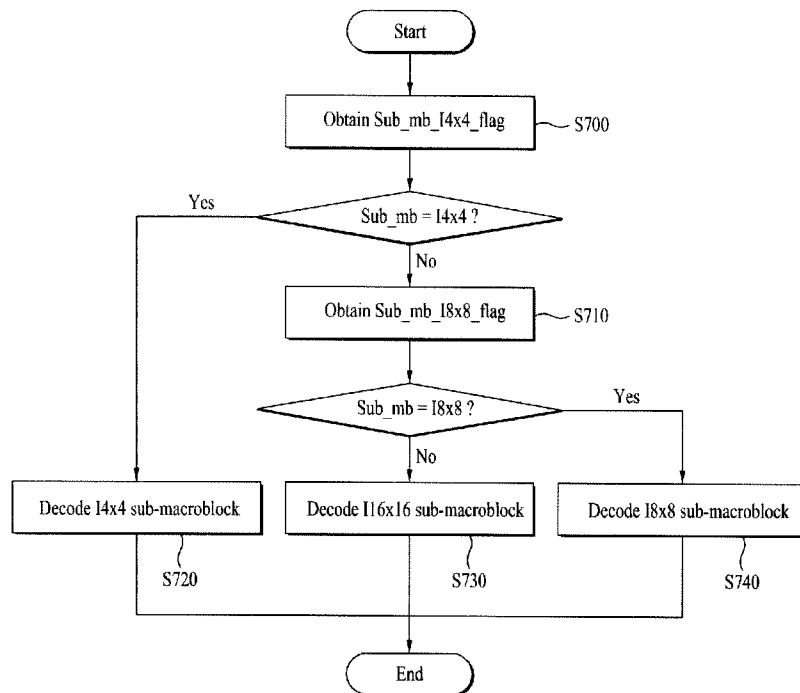 Start
Obtain Sub_mb_I4x4_flag
S700
Yes
Sub_mb = I4x4 ?
No
Obtain Sub_mb_I8x8_flag
S710
Sub_mb = I8x8 ?
Yes
No
Decode I4x4 sub-macroblock
Decode I16x16 sub-macroblock
Decode I8x8 sub-macroblock
S720
S730
S740
End